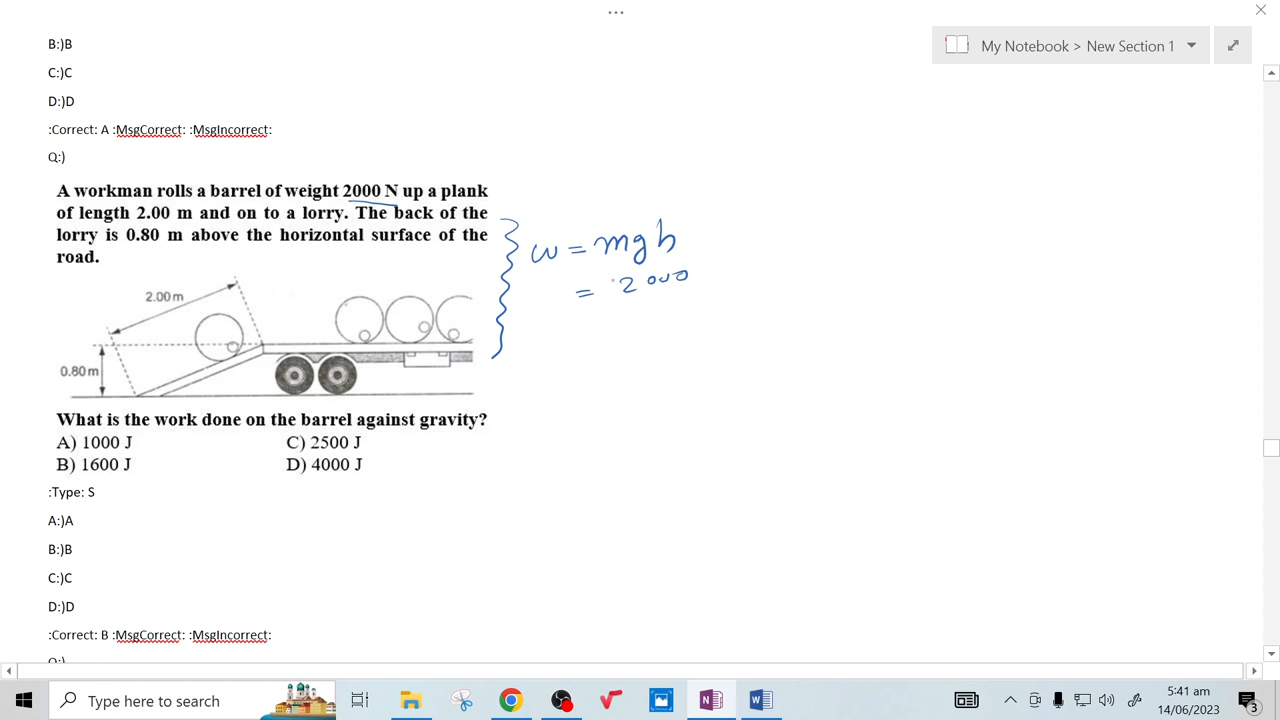 ...
B:)B
My Notebook > New Section 1
C:)C
D:)D
:Correct: A :MsgCorrect: :MsgIncorrect:
Q:)
A workman rolls a barrel of weight 2000 N up a plank
of length 2.00 m and on to a lorry. The back of the
lorry is 0.80 m above the horizontal surface of the
road.
w = mgh
= 2000
2.00 m
0.80 m
What is the work done on the barrel against gravity?
A) 1000 J C) 2500 J
B) 1600 J D) 4000 J
:Type: S
A:)A
B:)B
C:)C
D:)D
:Correct: B :MsgCorrect: :MsgIncorrect:
Q:)
Type here to search
5:41 am
14/06/2023
3